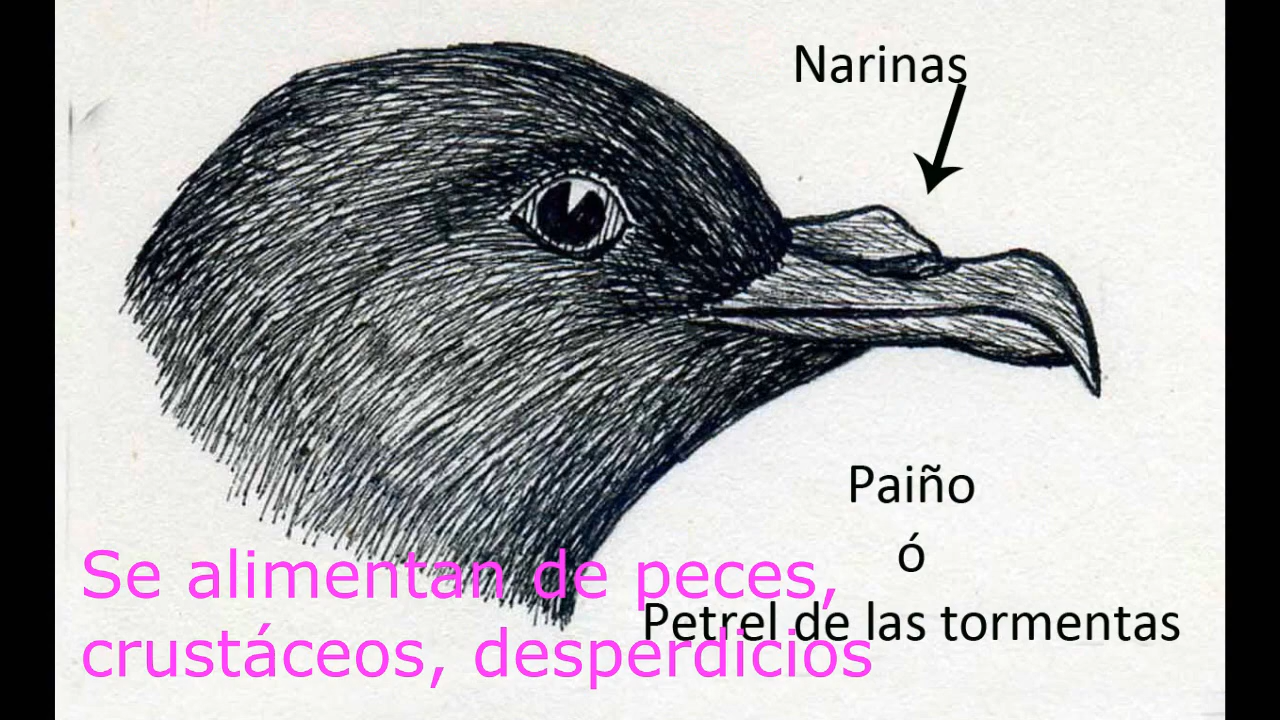 Narinas
Paiño
ó
Petrel de las tormentas
Se alimentan de peces,
crustáceos, desperdicios